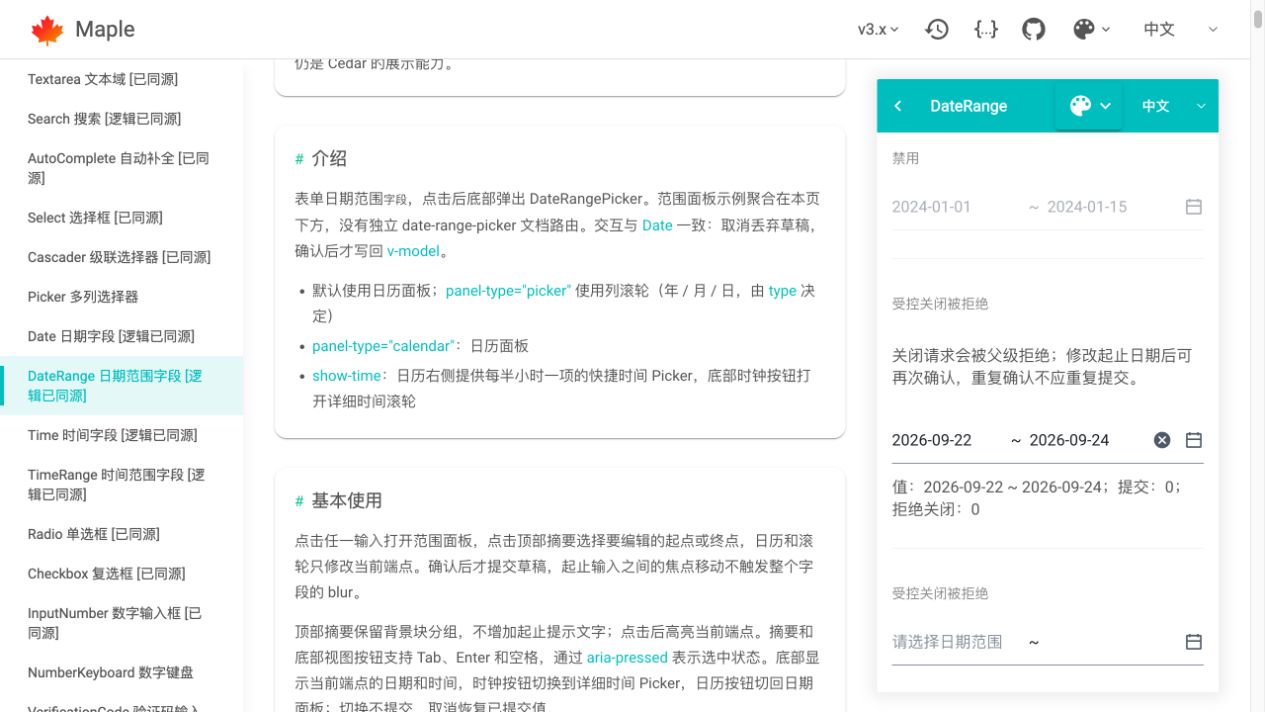 Maple
v3.x
{...}
中文
Textarea 文本域 [已同源]
Search 搜索 [逻辑已同源]
AutoComplete 自动补全 [已同
源]
Select 选择框 [已同源]
Cascader 级联选择器 [已同源]
Picker 多列选择器
Date 日期字段 [逻辑已同源]
DateRange 日期范围字段 [逻
辑已同源]
Time 时间字段 [逻辑已同源]
TimeRange 时间范围字段 [逻
辑已同源]
Radio 单选框 [已同源]
Checkbox 复选框 [已同源]
InputNumber 数字输入框 [已
同源]
NumberKeyboard 数字键盘
VerificationCode 验证码输入
仍是 Cedar 的展示能力。
# 介绍
表单日期范围字段，点击后底部弹出 DateRangePicker。范围面板示例聚合在本页
下方，没有独立 date-range-picker 文档路由。交互与 Date 一致：取消丢弃草稿，
确认后才写回 v-model。
• 默认使用日历面板；panel-type="picker" 使用列滚轮（年 / 月 / 日，由 type 决
定）
• panel-type="calendar"：日历面板
• show-time：日历右侧提供每半小时一项的快捷时间 Picker，底部时钟按钮打
开详细时间滚轮
# 基本使用
点击任一输入打开范围面板，点击顶部摘要选择要编辑的起点或终点，日历和滚
轮只修改当前端点。确认后才提交草稿，起止输入之间的焦点移动不触发整个字
段的 blur。
顶部摘要保留背景块分组，不增加起止提示文字；点击后高亮当前端点。摘要和
底部视图按钮支持 Tab、Enter 和空格，通过 aria-pressed 表示选中状态。底部显
示当前端点的日期和时间，时钟按钮切换到详细时间 Picker，日历按钮切回日期
面板；切换不提交，取消恢复已提交值
DateRange
中文
禁用
2024-01-01 ~ 2024-01-15
受控关闭被拒绝
关闭请求会被父级拒绝；修改起止日期后可
再次确认，重复确认不应重复提交。
2026-09-22 ~ 2026-09-24
值：2026-09-22 ~ 2026-09-24；提交：0；
拒绝关闭：0
受控关闭被拒绝
请选择日期范围 ~